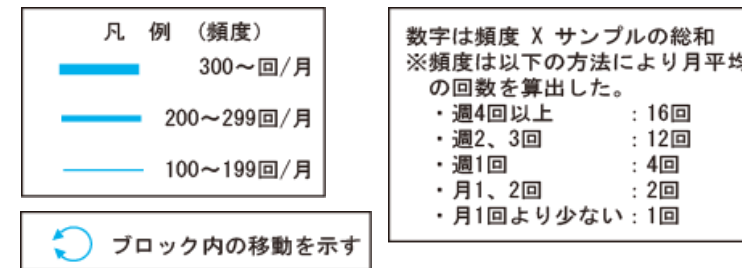 凡 例 （頻度）
300～回/月
200～299回/月
100～199回/月
ブロック内の移動を示す
数字は頻度 X サンプルの総和
※頻度は以下の方法により月平均
の回数を算出した。
・週4回以上 : 16回
・週2、3回 : 12回
・週1回 : 4回
・月1、2回 : 2回
・月1回より少ない : 1回